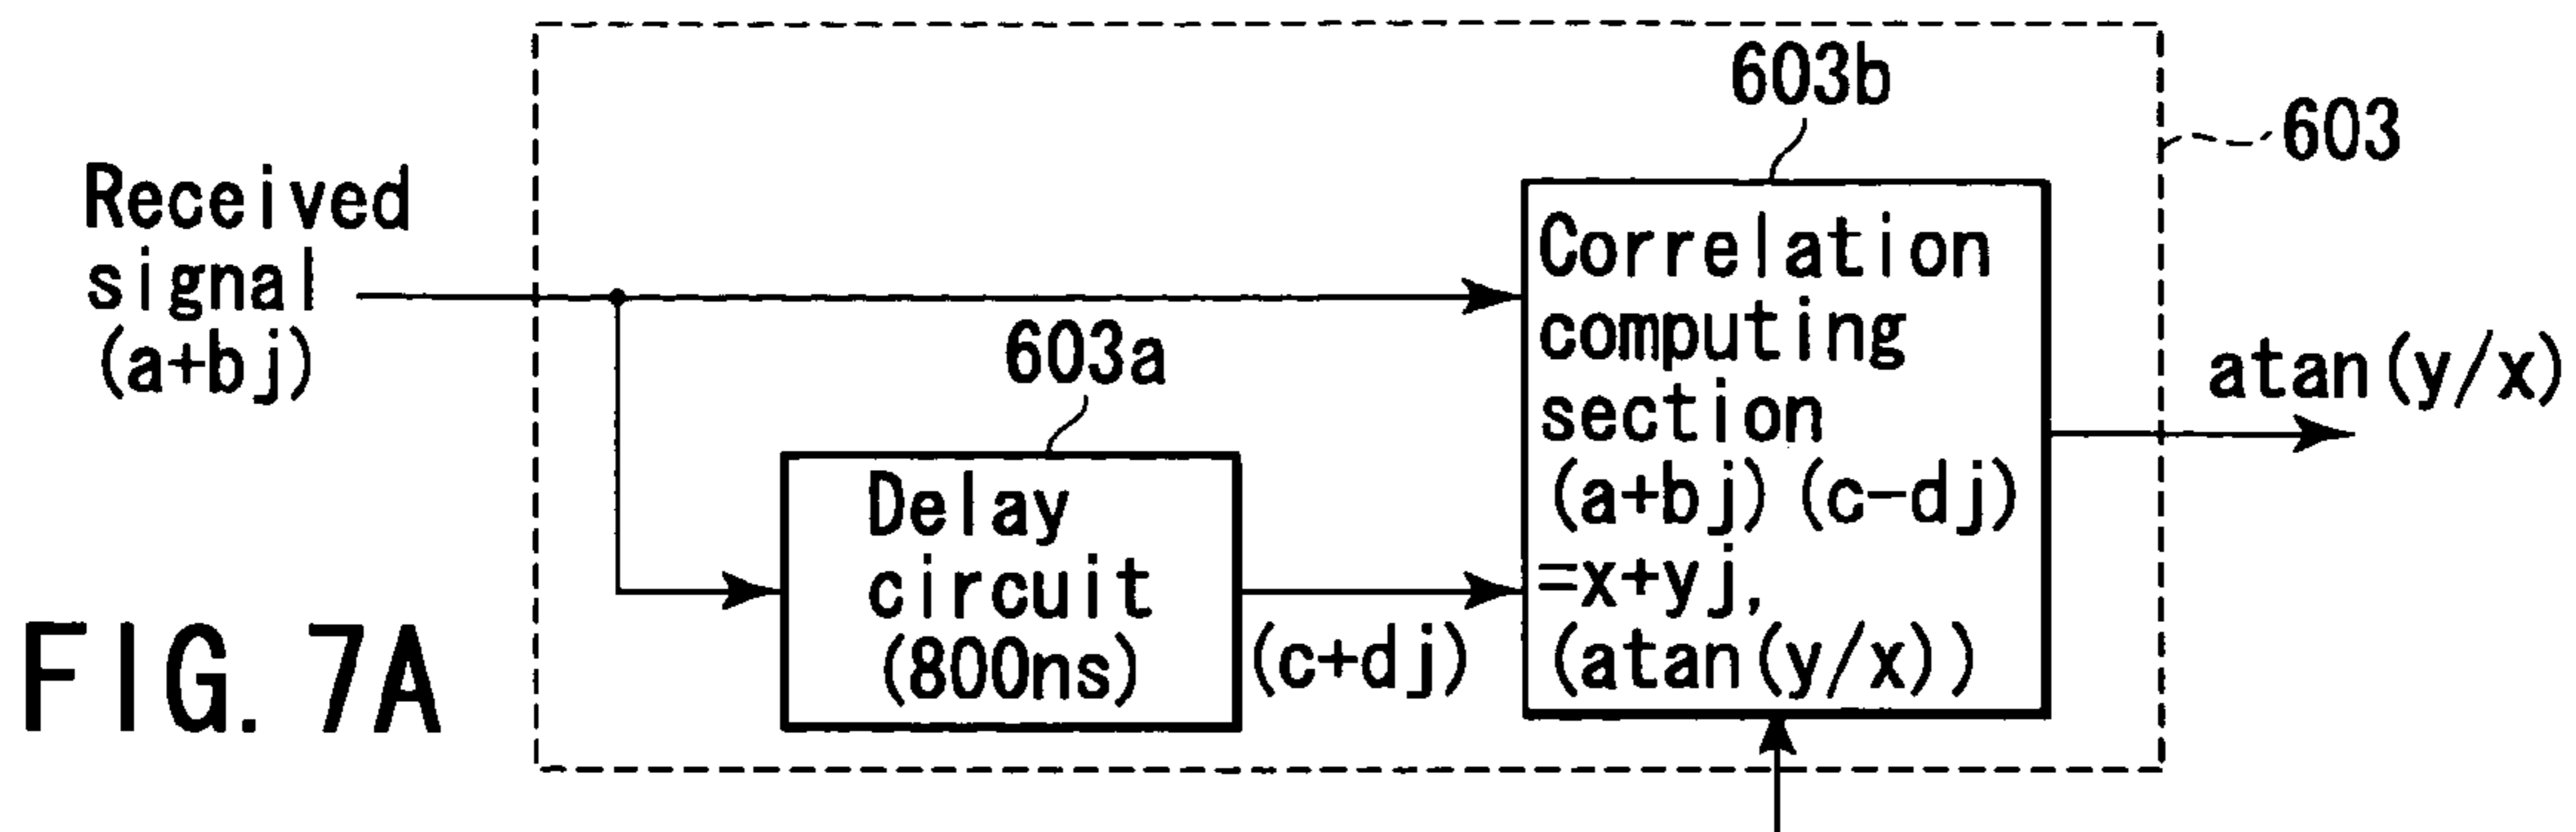 603b
603
Received
signal
(a+bj)
Correlation
computing
section
(a+bj)(c-dj)
=x+yj,
(atan(y/x))
603a
atan(y/x)
Delay
circuit
(800ns)
(c+dj)
FIG. 7A